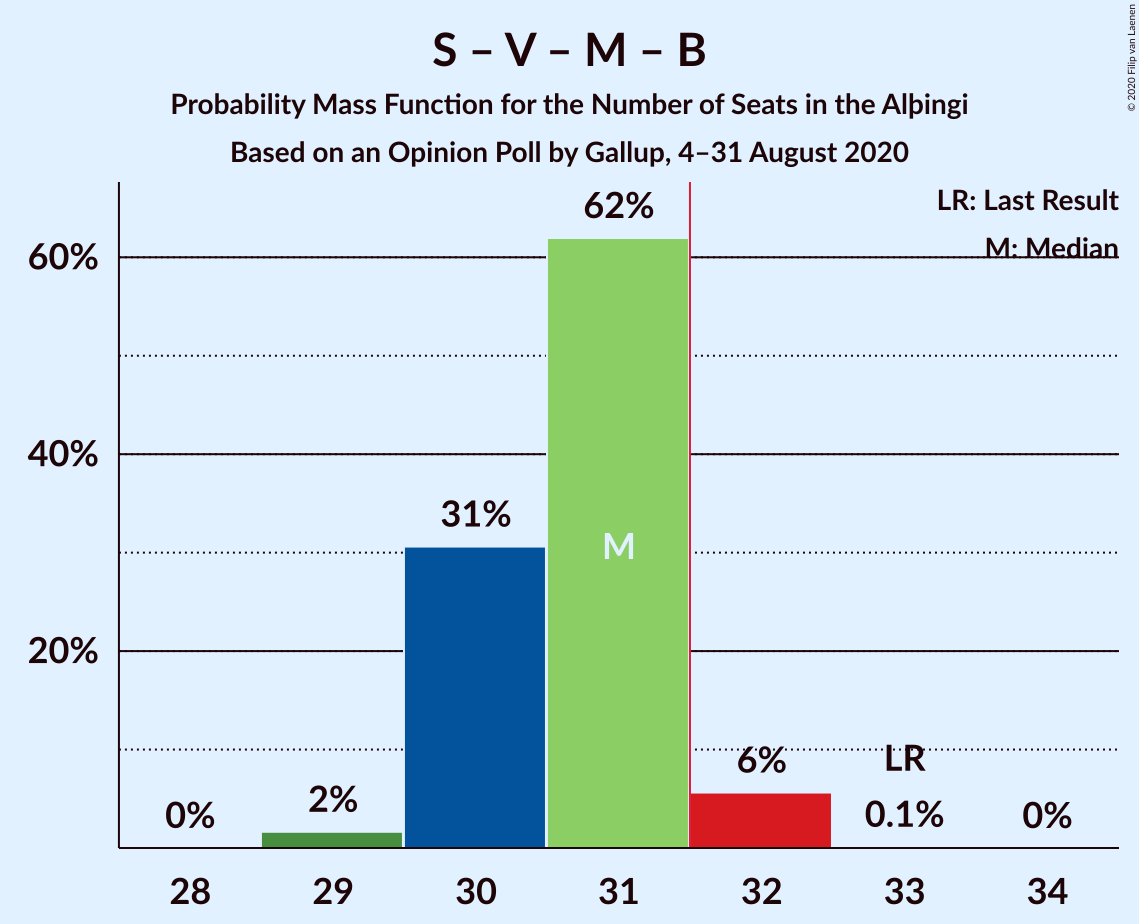 S – V – M – B
Probability Mass Function for the Number of Seats in the Alþingi
Based on an Opinion Poll by Gallup, 4–31 August 2020
© 2020 Filip van Laenen
LR: Last Result
M: Median
60%
40%
20%
0%
2%
31%
62%
M
6%
LR
0.1%
0%
28
29
30
31
32
33
34